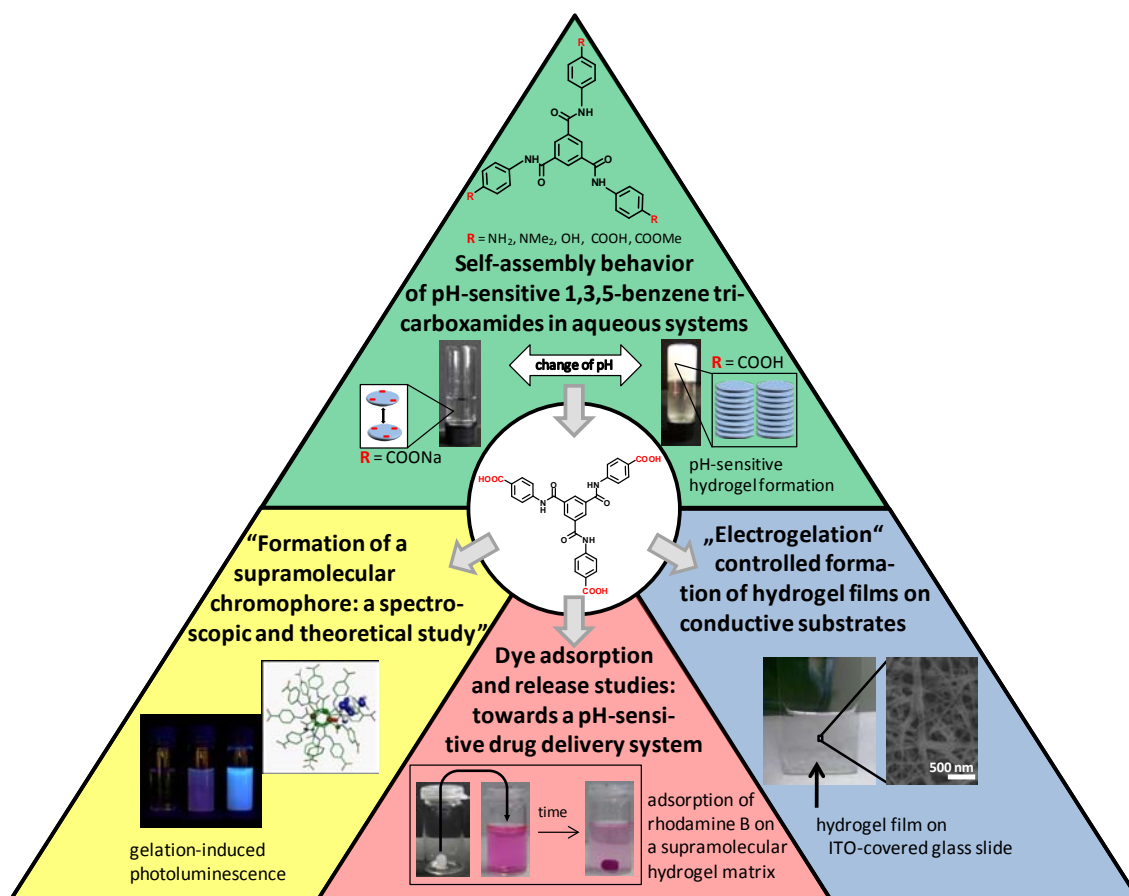 R
O
NH
NH
O
O
HN
R
R
R = NH₂, NMe₂, OH, COOH, COOMe
Self-assembly behavior
of pH-sensitive 1,3,5-benzene tri-
carboxamides in aqueous systems
change of pH
R = COONa
R = COOH
pH-sensitive
hydrogel formation
COOH
HOOC
HN
O
O
N
H
O
O
NH
COOH
"Formation of a
supramolecular
chromophore: a spectro-
scopic and theoretical study"
gelation-induced
photoluminescence
Dye adsorption
and release studies:
towards a pH-sensi-
tive drug delivery system
time
adsorption of
rhodamine B on
a supramolecular
hydrogel matrix
„Electrogelation“
controlled forma-
tion of hydrogel films on
conductive substrates
500 nm
hydrogel film on
ITO-covered glass slide